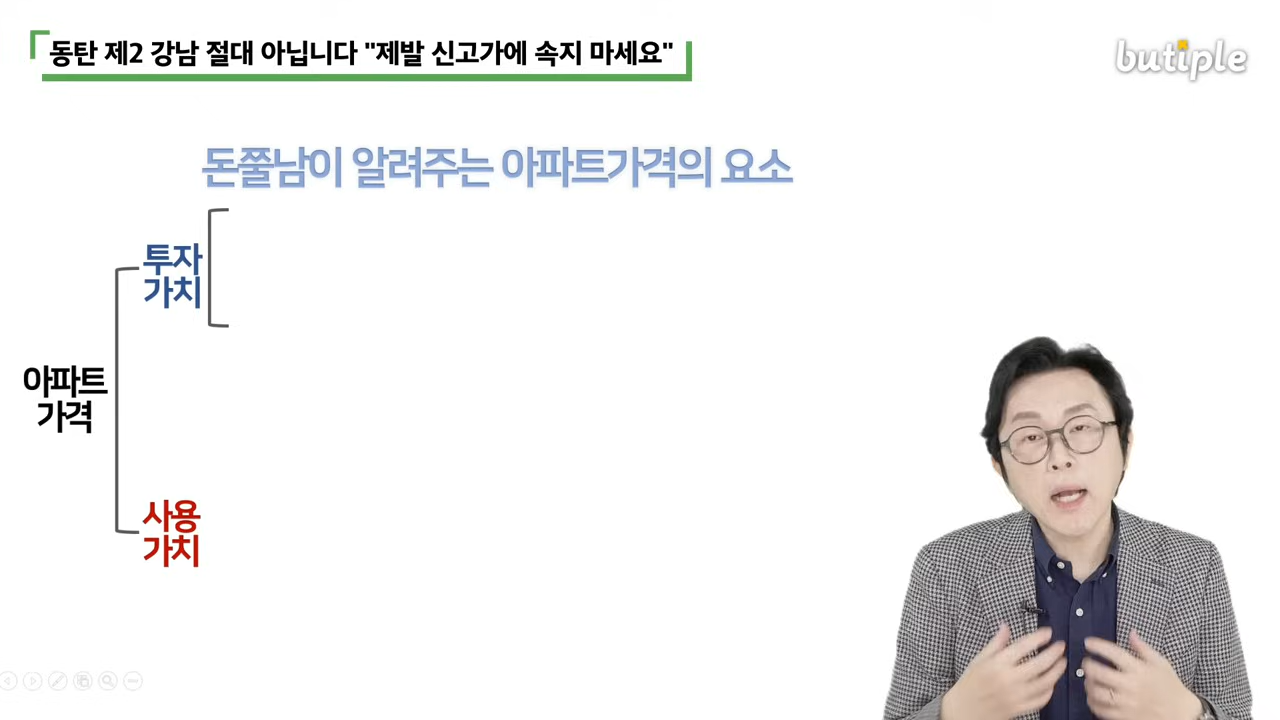 동탄 제2 강남 절대 아닙니다 "제발 신고가에 속지 마세요"
butiple
돈쭐남이 알려주는 아파트가격의 요소
투자
가치
아파트
가격
사용
가치